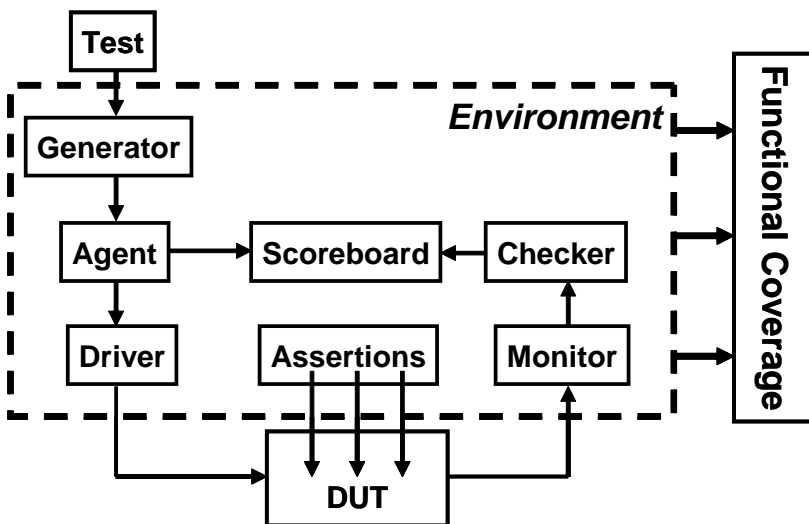 Test
Environment
Generator
Agent
Scoreboard
Checker
Driver
Assertions
Monitor
DUT
Functional Coverage